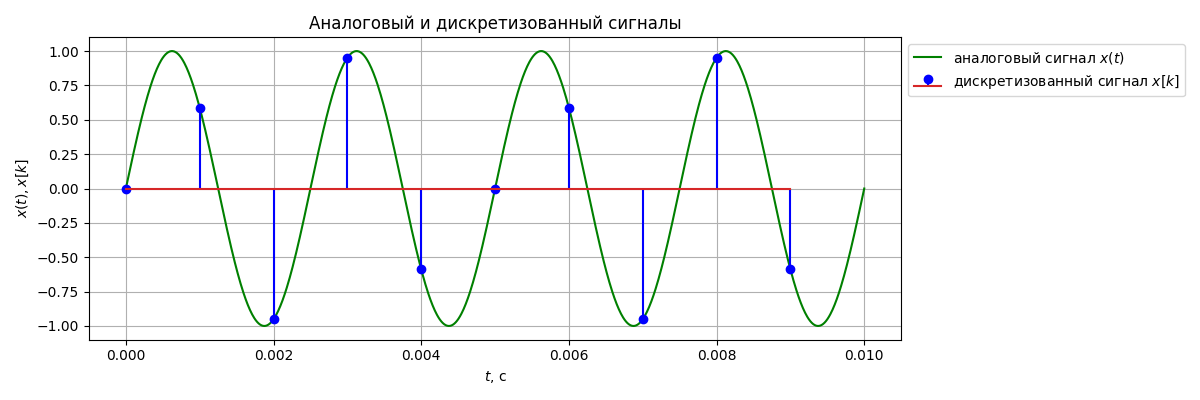 Аналоговый и дискретизованный сигналы
1.00
0.75
0.50
0.25
0.00
−0.25
−0.50
−0.75
−1.00
x(t), x[k]
0.000 0.002 0.004 0.006 0.008 0.010
t, с
аналоговый сигнал x(t)
дискретизованный сигнал x[k]